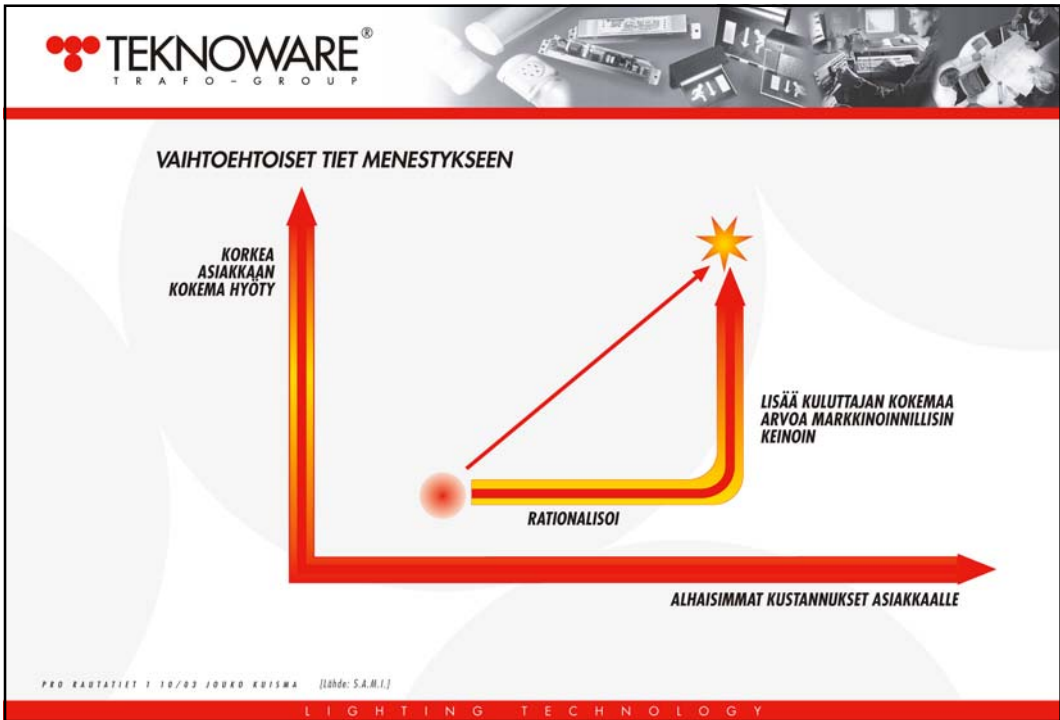 TEKNOWARE®
TRAFO-GROUP
VAIHTOEHTOISET TIET MENESTYKSEEN
KORKEA
ASIAKKAAN
KOKEMA HYÖTY
LISÄÄ KULUTTAJAN KOKEMAA
ARVOA MARKKINOINNILLISIN
KEINOIN
RATIONALISOI
ALHAISIMMAT KUSTANNUKSET ASIAKKAALLE
PRO RAUTATIET 1 10/03 JOUKO KUISMA [Lähde: S.A.M.I.]
LIGHTING TECHNOLOGY